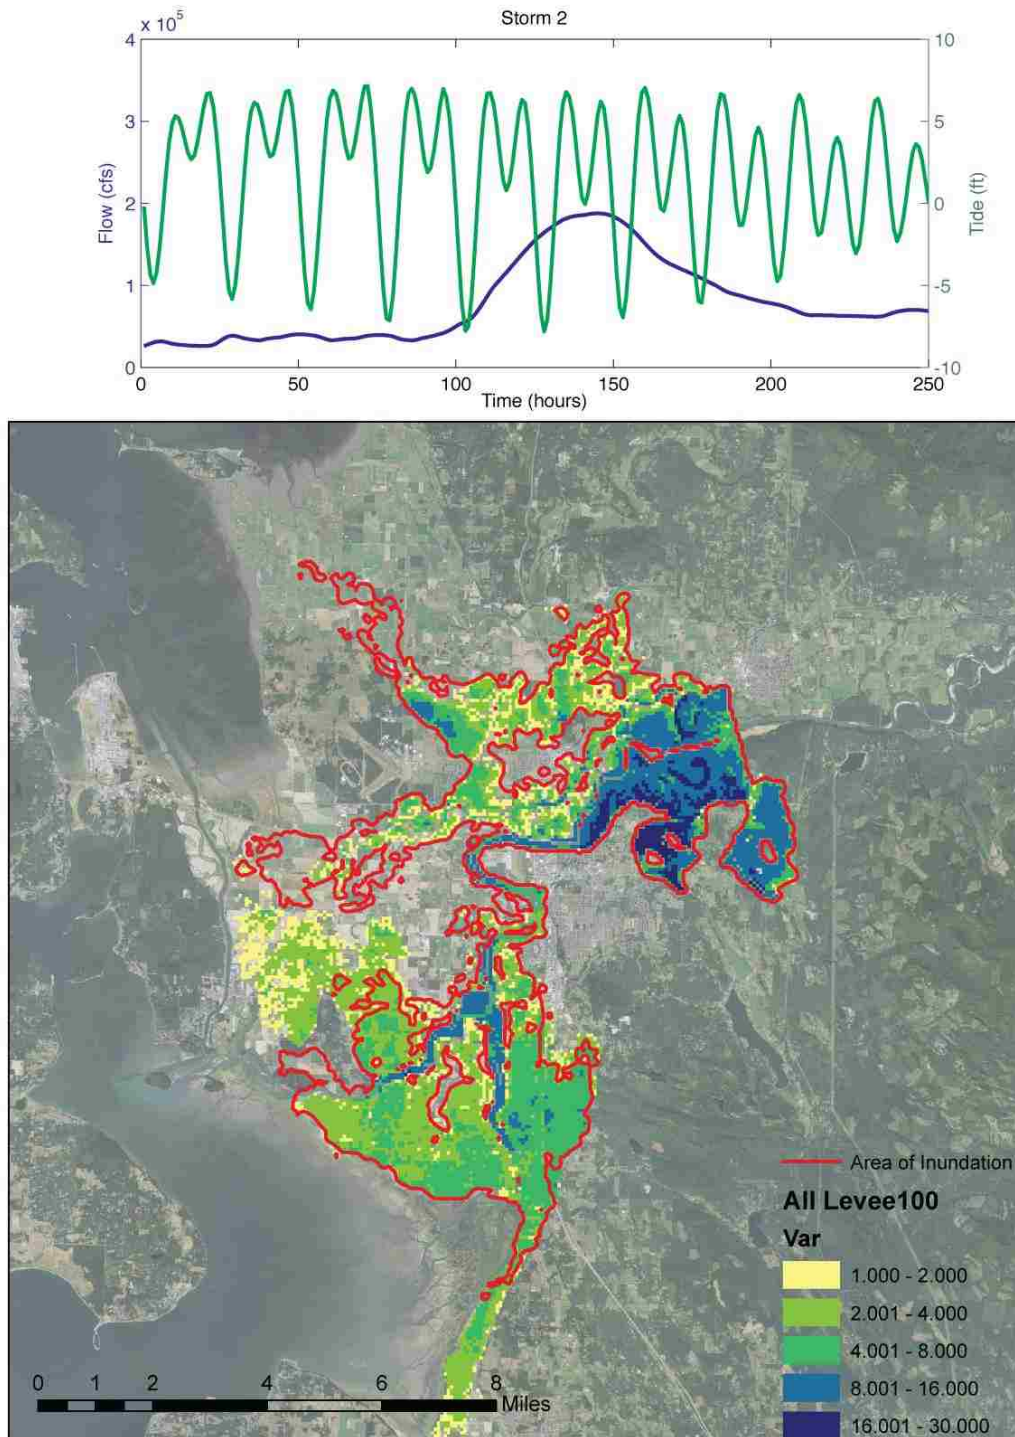 Storm 2
x 10⁵
4
3
2
1
0
Flow (cfs)
10
5
0
-5
-10
Tide (ft)
0 50 100 150 200 250
Time (hours)
Area of Inundation
All Levee100
Var
1.000 - 2.000
2.001 - 4.000
4.001 - 8.000
8.001 - 16.000
16.001 - 30.000
0 1 2 4 6 8
Miles